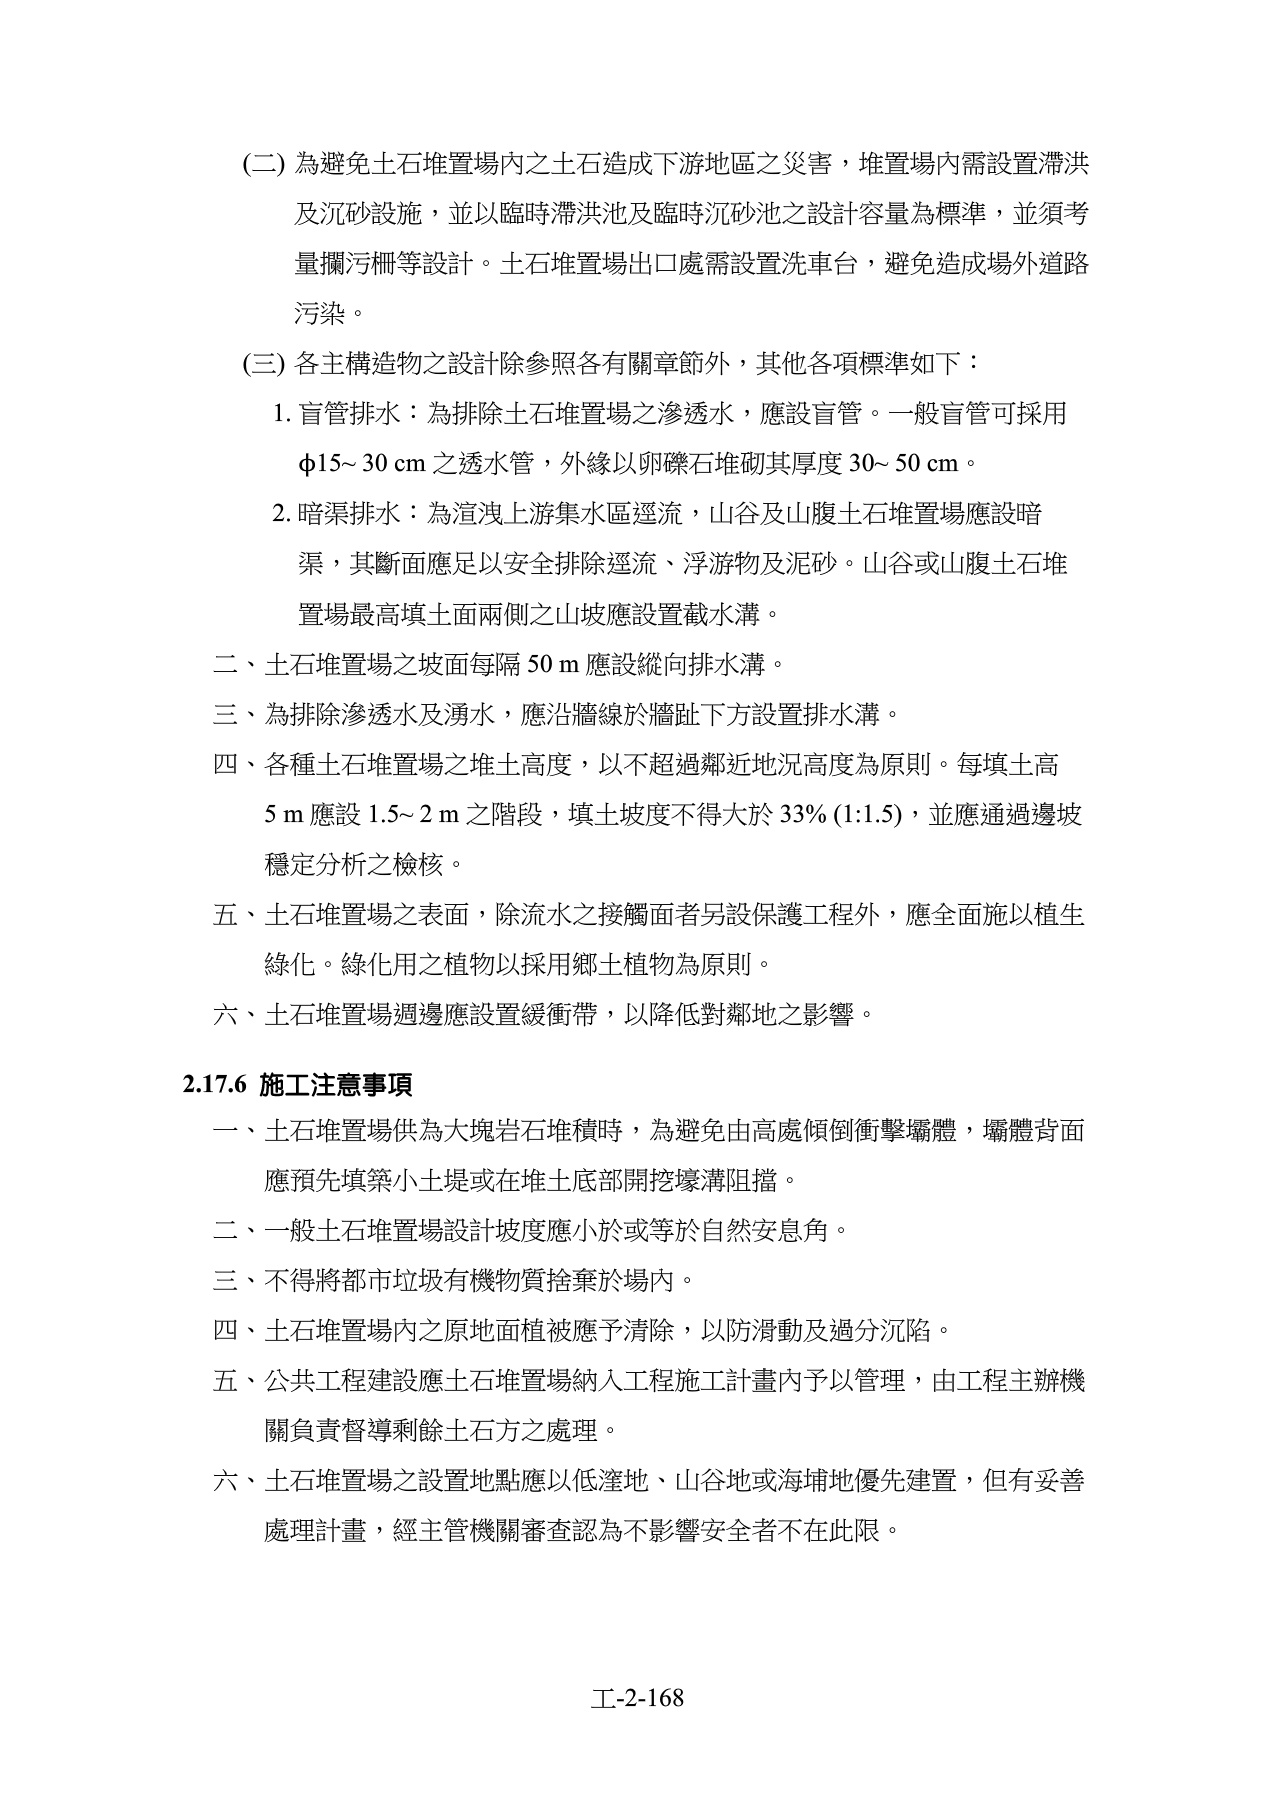 (二) 為避免土石堆置場內之土石造成下游地區之災害，堆置場內需設置滯洪
及沉砂設施，並以臨時滯洪池及臨時沉砂池之設計容量為標準，並須考
量攔污柵等設計。土石堆置場出口處需設置洗車台，避免造成場外道路
污染。
(三) 各主構造物之設計除參照各有關章節外，其他各項標準如下：
1. 盲管排水：為排除土石堆置場之滲透水，應設盲管。一般盲管可採用
ϕ15~ 30 cm 之透水管，外緣以卵礫石堆砌其厚度 30~ 50 cm。
2. 暗渠排水：為渲洩上游集水區逕流，山谷及山腹土石堆置場應設暗
渠，其斷面應足以安全排除逕流、浮游物及泥砂。山谷或山腹土石堆
置場最高填土面兩側之山坡應設置截水溝。
二、土石堆置場之坡面每隔 50 m 應設縱向排水溝。
三、為排除滲透水及湧水，應沿牆線於牆趾下方設置排水溝。
四、各種土石堆置場之堆土高度，以不超過鄰近地況高度為原則。每填土高
5 m 應設 1.5~ 2 m 之階段，填土坡度不得大於 33% (1:1.5)，並應通過邊坡
穩定分析之檢核。
五、土石堆置場之表面，除流水之接觸面者另設保護工程外，應全面施以植生
綠化。綠化用之植物以採用鄉土植物為原則。
六、土石堆置場週邊應設置緩衝帶，以降低對鄰地之影響。
2.17.6 施工注意事項
一、土石堆置場供為大塊岩石堆積時，為避免由高處傾倒衝擊壩體，壩體背面
應預先填築小土堤或在堆土底部開挖壕溝阻擋。
二、一般土石堆置場設計坡度應小於或等於自然安息角。
三、不得將都市垃圾有機物質捨棄於場內。
四、土石堆置場內之原地面植被應予清除，以防滑動及過分沉陷。
五、公共工程建設應土石堆置場納入工程施工計畫內予以管理，由工程主辦機
關負責督導剩餘土石方之處理。
六、土石堆置場之設置地點應以低漥地、山谷地或海埔地優先建置，但有妥善
處理計畫，經主管機關審查認為不影響安全者不在此限。
工-2-168